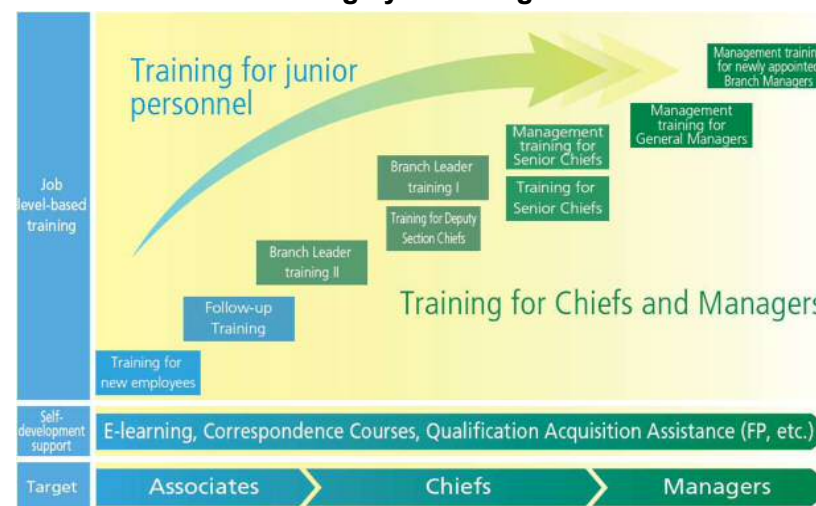 Training for junior
personnel
Management trainin
for newly appointed
Branch Managers
Management
training for
General Managers
Management
training for
Senior Chiefs
Training for
Senior Chiefs
Branch Leader
training I
Training for Deputy
Section Chiefs
Branch Leader
training II
Follow-up
Training
Training for
new employees
Job
level-based
training
Training for Chiefs and Managers
Self-
development
support
E-learning, Correspondence Courses, Qualification Acquisition Assistance (FP, etc.)
Target
Associates
Chiefs
Managers